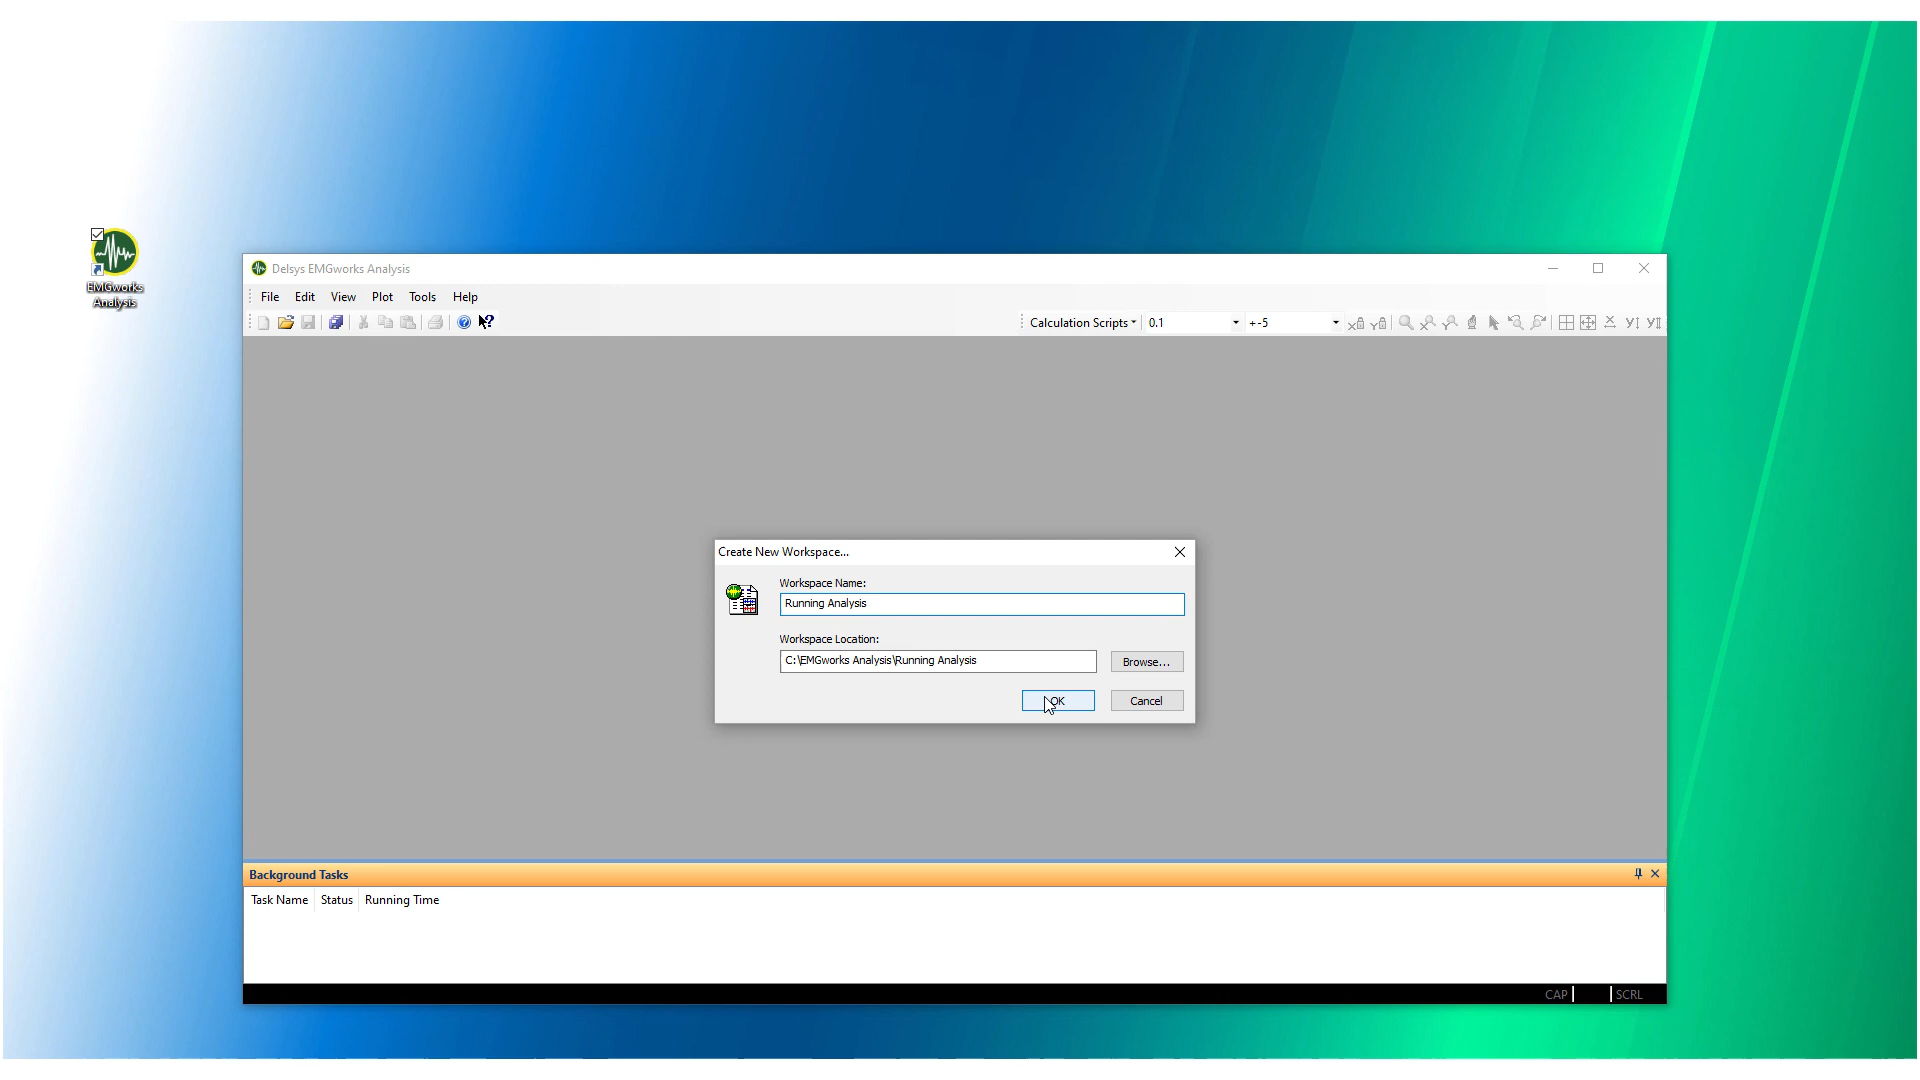 EMGworks
Analysis
Delsys EMGworks Analysis
File Edit View Plot Tools Help
Calculation Scripts 0.1 +-5
Create New Workspace...
Workspace Name:
Running Analysis
Workspace Location:
C:\EMGworks Analysis\Running Analysis
Browse...
OK Cancel
Background Tasks
Task Name Status Running Time
CAP SCRL